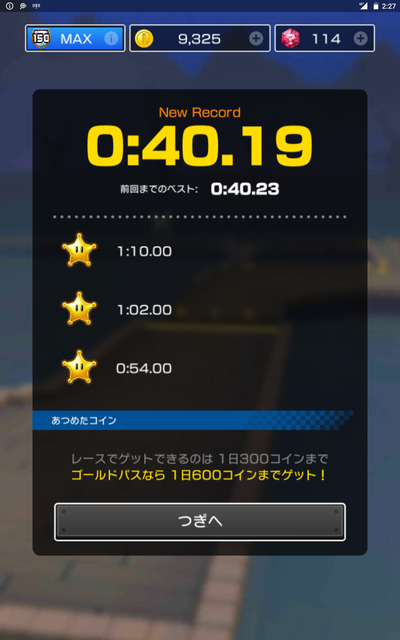 2:27
150 MAX i 9,325 + 114 +
New Record
0:40.19
前回までのベスト: 0:40.23
1:10.00
1:02.00
0:54.00
あつめたコイン
レースでゲットできるのは 1日300コインまで
ゴールドパスなら 1日600コインまでゲット！
つぎへ